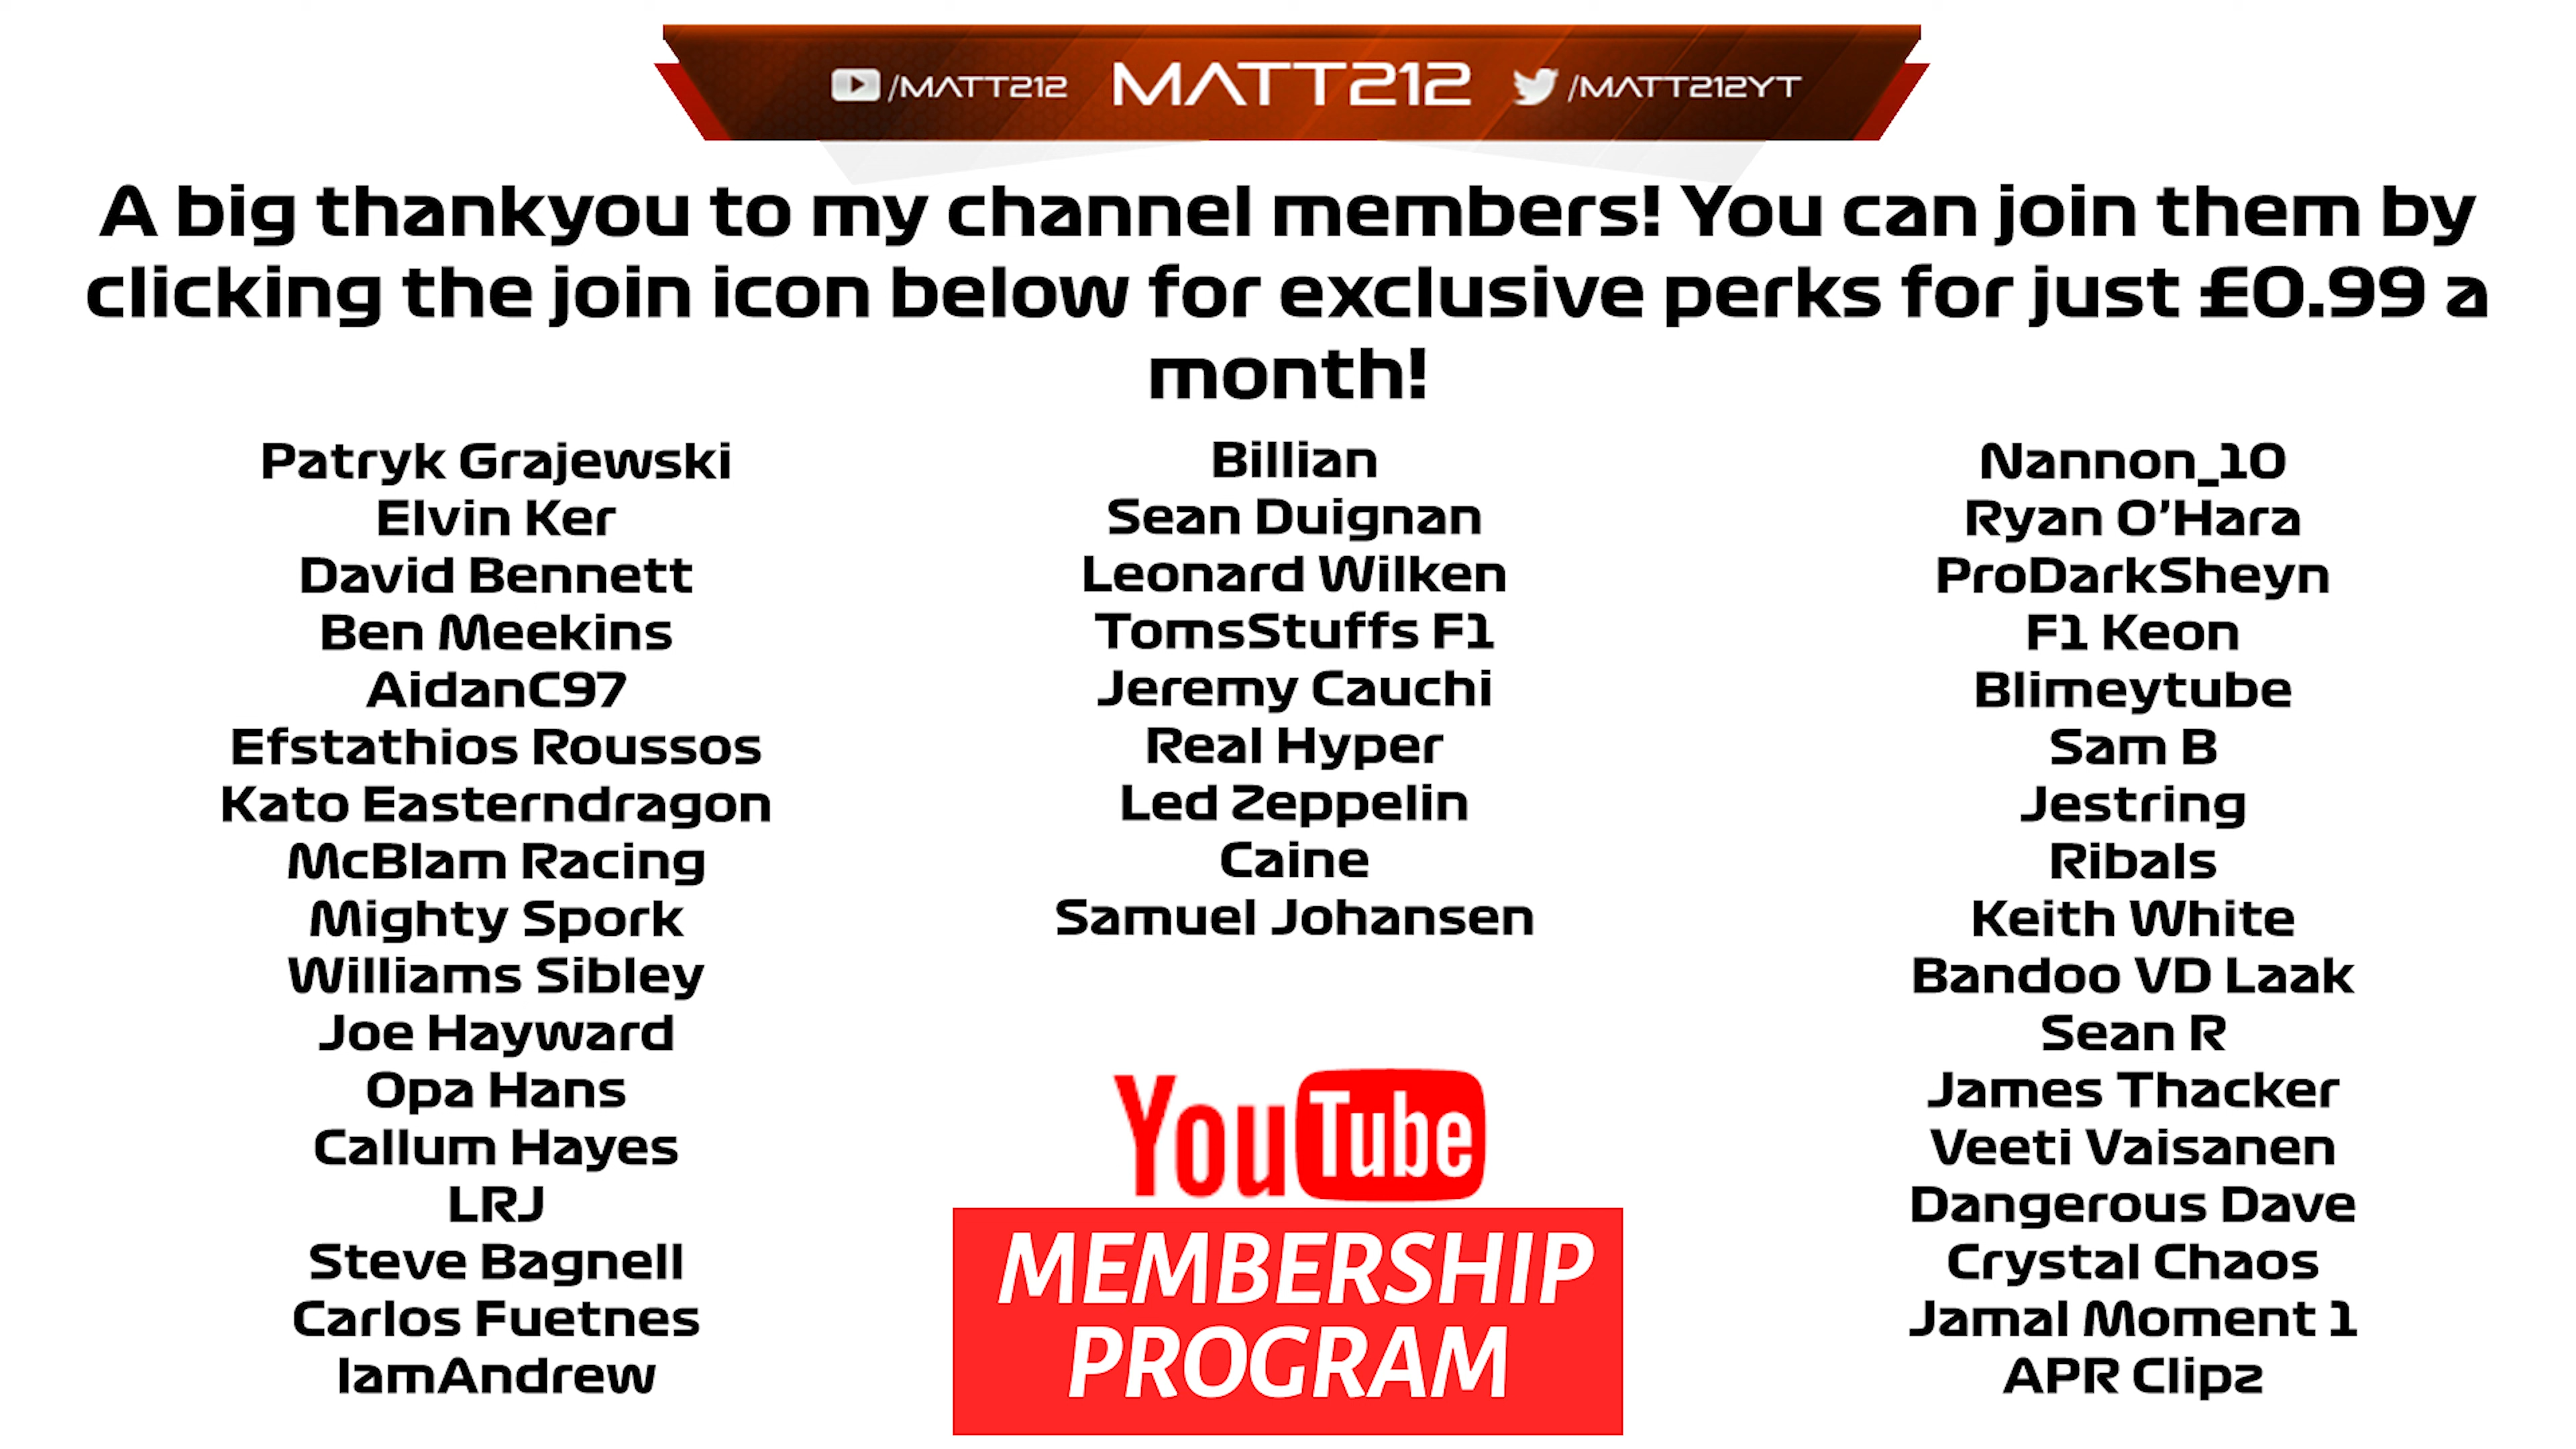 /MATT212 MATT212 /MATT212YT
A big thankyou to my channel members! You can join them by
clicking the join icon below for exclusive perks for just £0.99 a
month!
Patryk Grajewski
Elvin Ker
David Bennett
Ben Meekins
AidanC97
Efstathios Roussos
Kato Easterndragon
McBlam Racing
Mighty Spork
Williams Sibley
Joe Hayward
Opa Hans
Callum Hayes
LRJ
Steve Bagnell
Carlos Fuetnes
IamAndrew
Billian
Sean Duignan
Leonard Wilken
TomsStuffs F1
Jeremy Cauchi
Real Hyper
Led Zeppelin
Caine
Samuel Johansen
YouTube
MEMBERSHIP
PROGRAM
Nannon_10
Ryan O'Hara
ProDarkSheyn
F1 Keon
Blimeytube
Sam B
Jestring
Ribals
Keith White
Bandoo VD Laak
Sean R
James Thacker
Veeti Vaisanen
Dangerous Dave
Crystal Chaos
Jamal Moment 1
APR Clipz